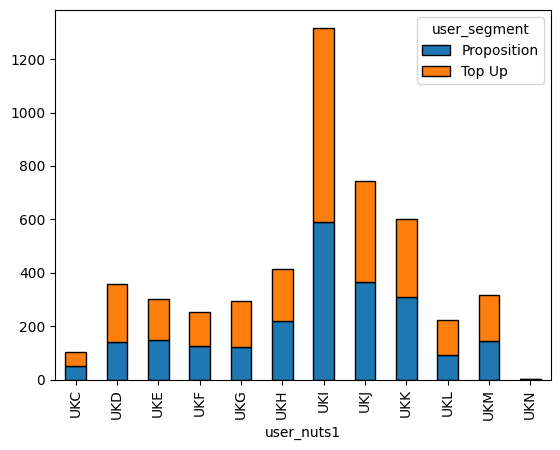 user_segment
Proposition
Top Up
1200
1000
800
600
400
200
0
UKC
UKD
UKE
UKF
UKG
UKH
UKI
UKJ
UKK
UKL
UKM
UKN
user_nuts1